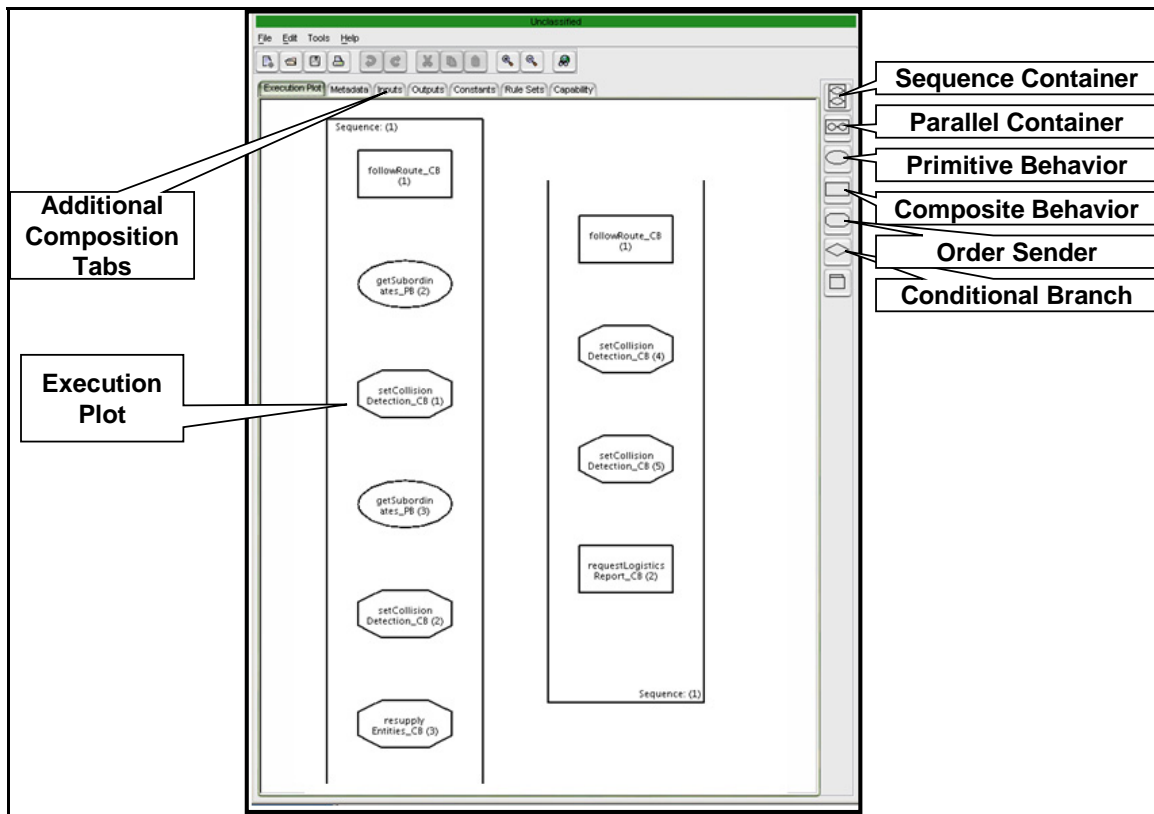 Unclassified
File Edit Tools Help
Execution Plot Metadata Inputs Outputs Constants Rule Sets Capability
Sequence: (1)
followRoute_CB
(1)
getSubordin
ates_PB (2)
setCollision
Detection_CB (1)
getSubordin
ates_PB (3)
setCollision
Detection_CB (2)
resupply
Entities_CB (3)
followRoute_CB
(1)
setCollision
Detection_CB (4)
setCollision
Detection_CB (5)
requestLogistics
Report_CB (2)
Sequence: (1)
Additional
Composition
Tabs
Execution
Plot
Sequence Container
Parallel Container
Primitive Behavior
Composite Behavior
Order Sender
Conditional Branch